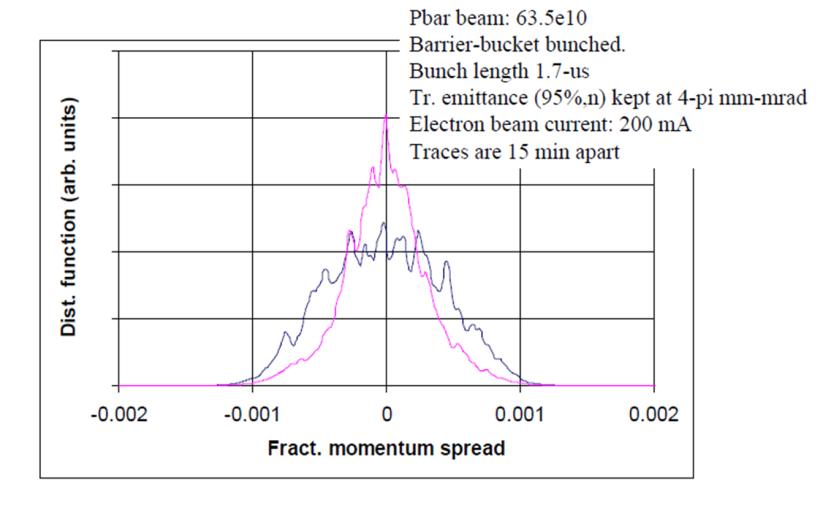 Pbar beam: 63.5e10
Barrier-bucket bunched.
Bunch length 1.7-us
Tr. emittance (95%,n) kept at 4-pi mm-mrad
Electron beam current: 200 mA
Traces are 15 min apart
Dist. function (arb. units)
-0.002 -0.001 0 0.001 0.002
Fract. momentum spread